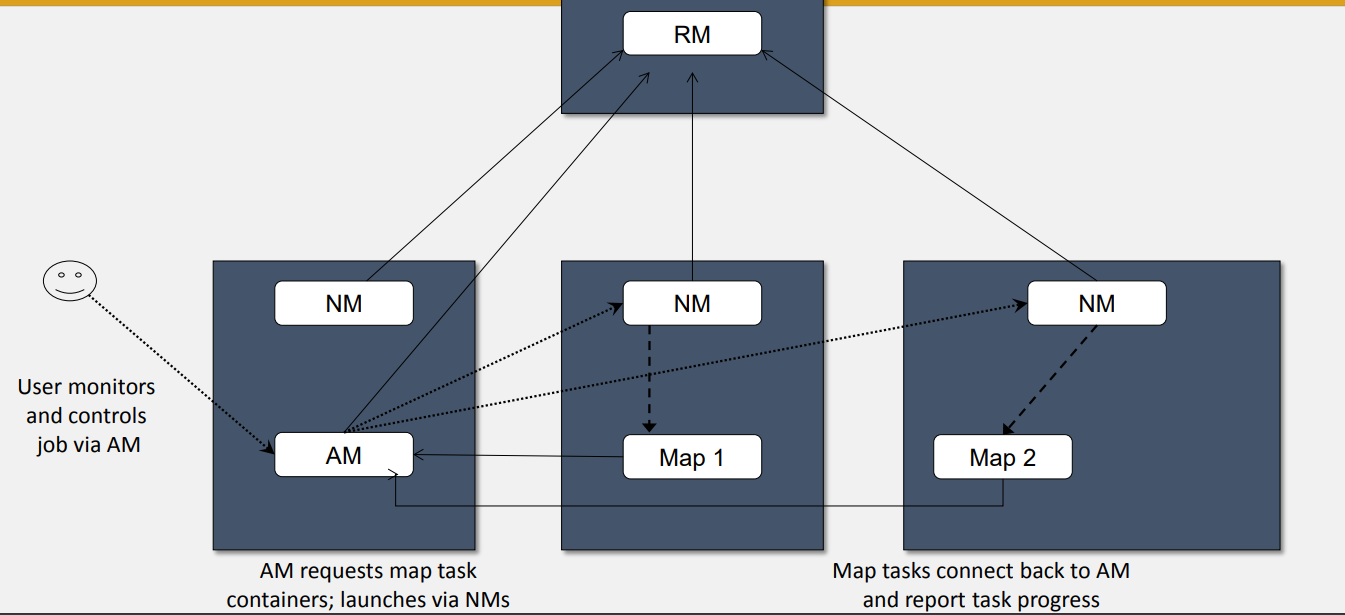 RM
NM
NM
NM
User monitors
and controls
job via AM
AM
Map 1
Map 2
AM requests map task
containers; launches via NMs
Map tasks connect back to AM
and report task progress